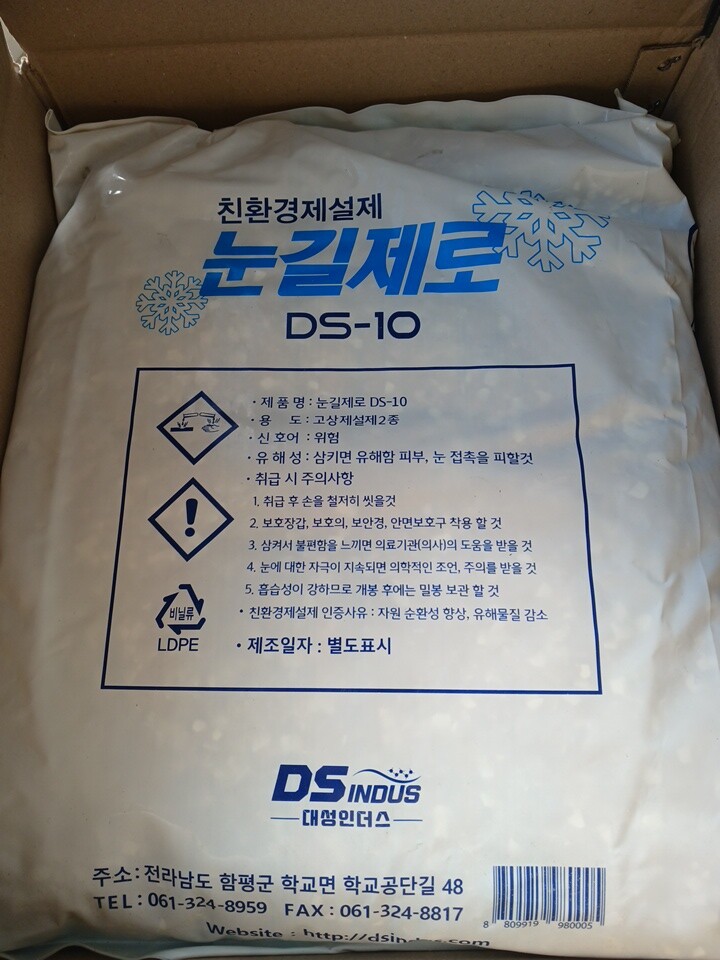 친환경제설제
눈길제로
DS-10
· 제 품 명 : 눈길제로 DS-10
· 용 도 : 고상제설제2종
· 신 호 어 : 위험
· 유 해 성 : 삼키면 유해함 피부, 눈 접촉을 피할것
· 취급 시 주의사항
1. 취급 후 손을 철저히 씻을것
2. 보호장갑, 보호의, 보안경, 안면보호구 착용 할 것
3. 삼켜서 불편함을 느끼면 의료기관(의사)의 도움을 받을 것
4. 눈에 대한 자극이 지속되면 의학적인 조언, 주의를 받을 것
5. 흡습성이 강하므로 개봉 후에는 밀봉 보관 할 것
· 친환경제설제 인증사유 : 자원 순환성 향상, 유해물질 감소
· 제조일자 : 별도표시
비닐류
LDPE
DS INDUS
대성인더스
주소 : 전라남도 함평군 학교면 학교공단길 48
TEL : 061-324-8959 FAX : 061-324-8817
Website : http://dsindus.com
8 809919 980005